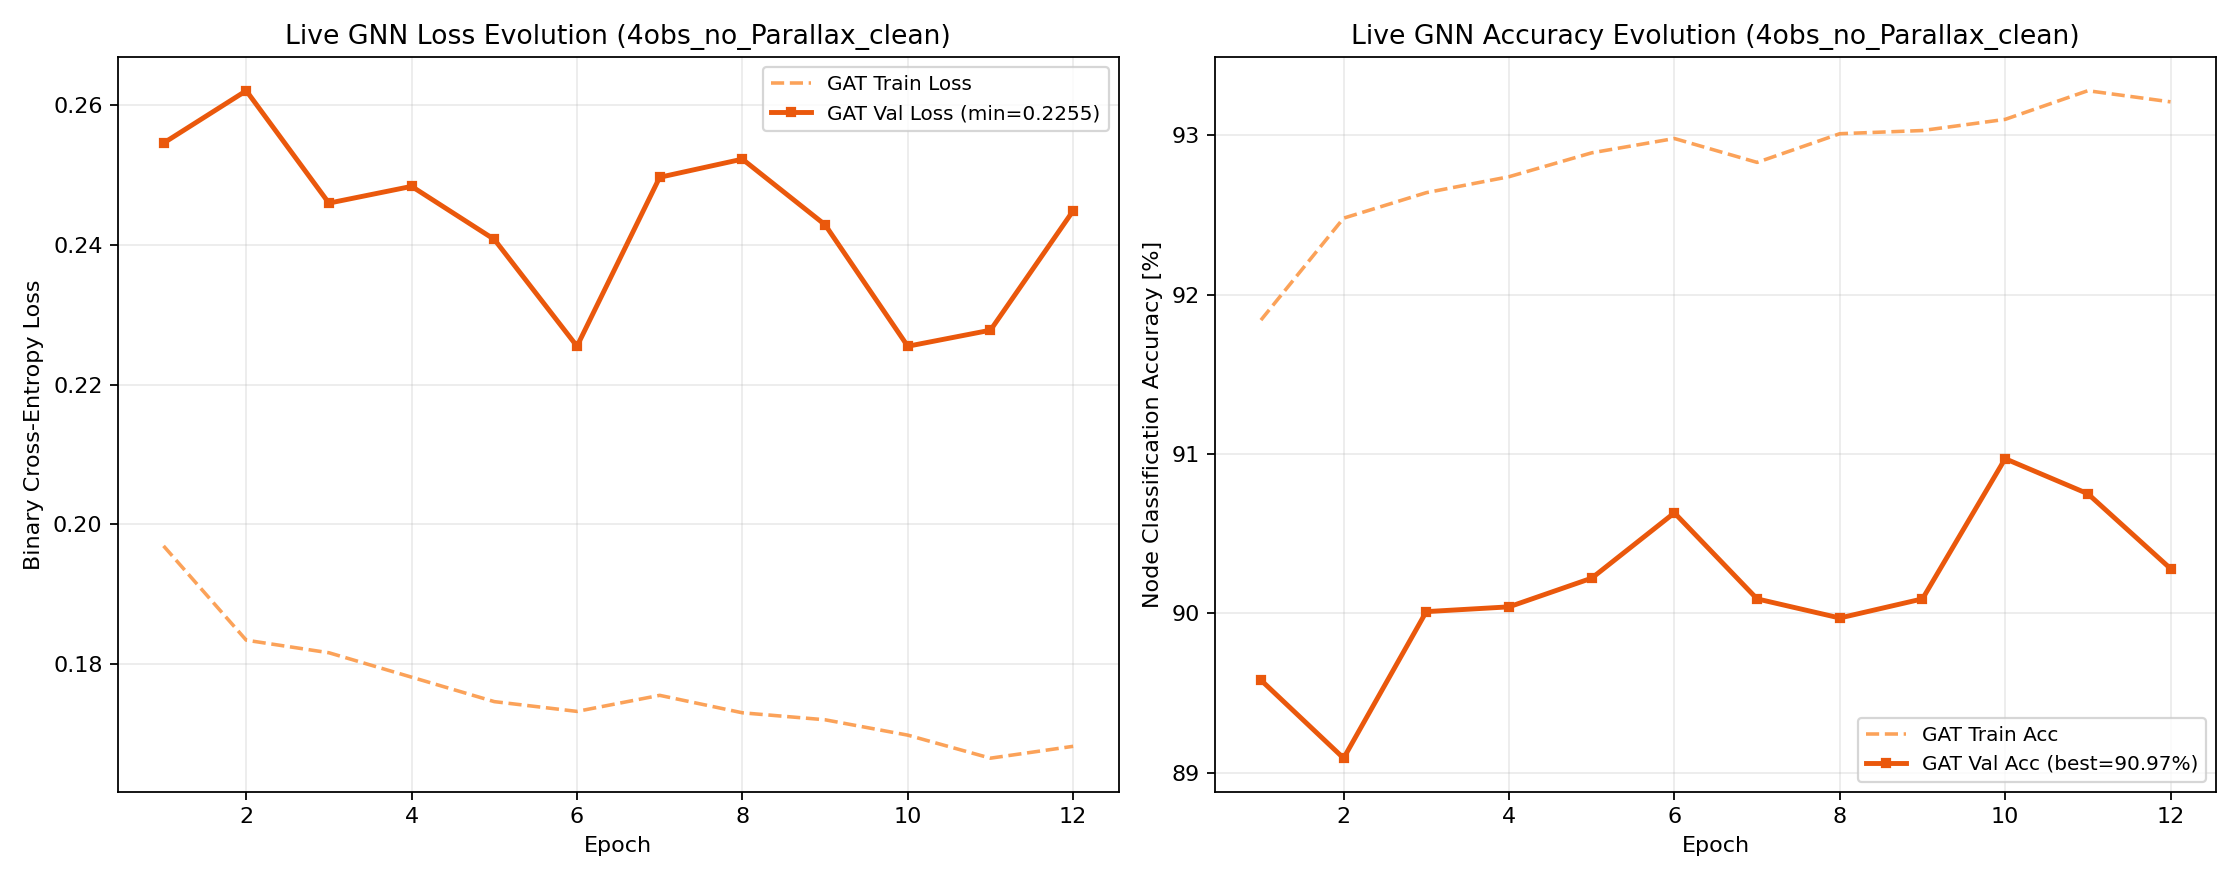 Live GNN Loss Evolution (4obs_no_Parallax_clean)
GAT Train Loss
GAT Val Loss (min=0.2255)
Binary Cross-Entropy Loss
0.26
0.24
0.22
0.20
0.18
2 4 6 8 10 12
Epoch
Live GNN Accuracy Evolution (4obs_no_Parallax_clean)
Node Classification Accuracy [%]
93
92
91
90
89
GAT Train Acc
GAT Val Acc (best=90.97%)
2 4 6 8 10 12
Epoch